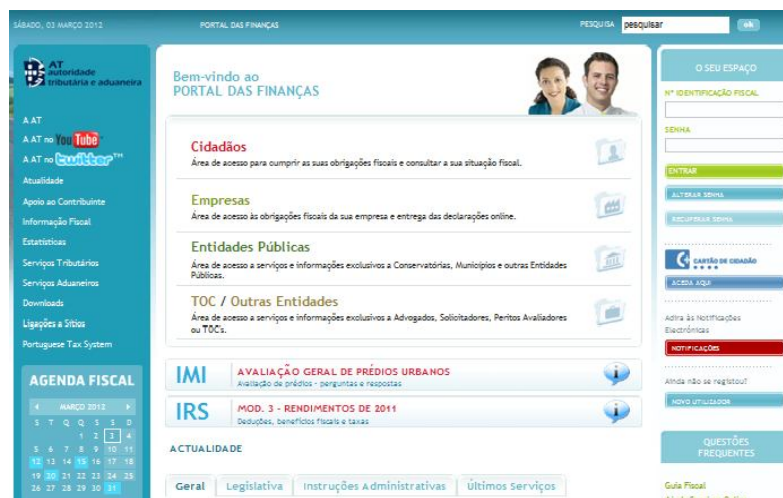 SÁBADO, 03 MARÇO 2012
PORTAL DAS FINANÇAS
PESQUISA
pesquisar
ok
AT
autoridade
tributária e aduaneira
A AT
A AT no YouTube
A AT no twitter™
Atualidade
Apoio ao Contribuinte
Informação Fiscal
Estatísticas
Serviços Tributários
Serviços Aduaneiros
Downloads
Ligações a Sítios
Portuguese Tax System
AGENDA FISCAL
MARÇO 2012
S T Q Q S S D
1 2 3 4
5 6 7 8 9 10 11
12 13 14 15 16 17 18
19 20 21 22 23 24 25
26 27 28 29 30 31
Bem-vindo ao
PORTAL DAS FINANÇAS
Cidadãos
Área de acesso para cumprir as suas obrigações fiscais e consultar a sua situação fiscal.
Empresas
Área de acesso às obrigações fiscais da sua empresa e entrega das declarações online.
Entidades Públicas
Área de acesso a serviços e informações exclusivos a Conservatórias, Municípios e outras Entidades
Públicas.
TOC / Outras Entidades
Área de acesso a serviços e informações exclusivos a Advogados, Solicitadores, Peritos Avaliadores
ou TOC's.
IMI
AVALIAÇÃO GERAL DE PRÉDIOS URBANOS
Avaliação de prédios - perguntas e respostas
IRS
MOD. 3 - RENDIMENTOS DE 2011
Deduções, benefícios fiscais e taxas
ACTUALIDADE
Geral
Legislativa
Instruções Administrativas
Últimos Serviços
O SEU ESPAÇO
Nº IDENTIFICAÇÃO FISCAL
SENHA
ENTRAR
ALTERAR SENHA
RECUPERAR SENHA
CARTÃO DE CIDADÃO
ACEDA AQUI
Adira às Notificações
Electrónicas
NOTIFICAÇÕES
Ainda não se registou?
NOVO UTILIZADOR
QUESTÕES
FREQUENTES
Guia Fiscal